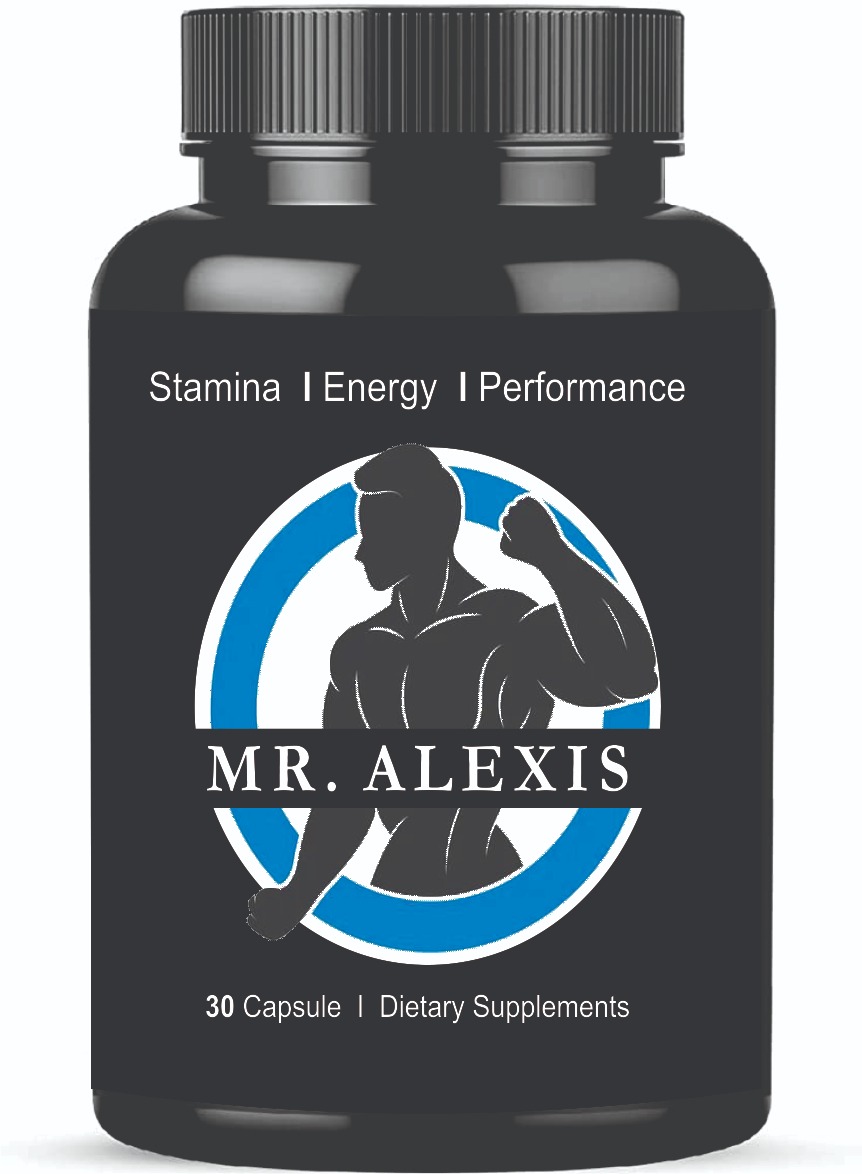 Stamina I Energy I Performance
MR. ALEXIS
30 Capsule I Dietary Supplements